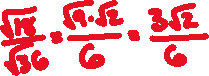 √18/√36 = √9·√2/6 = 3√2/6